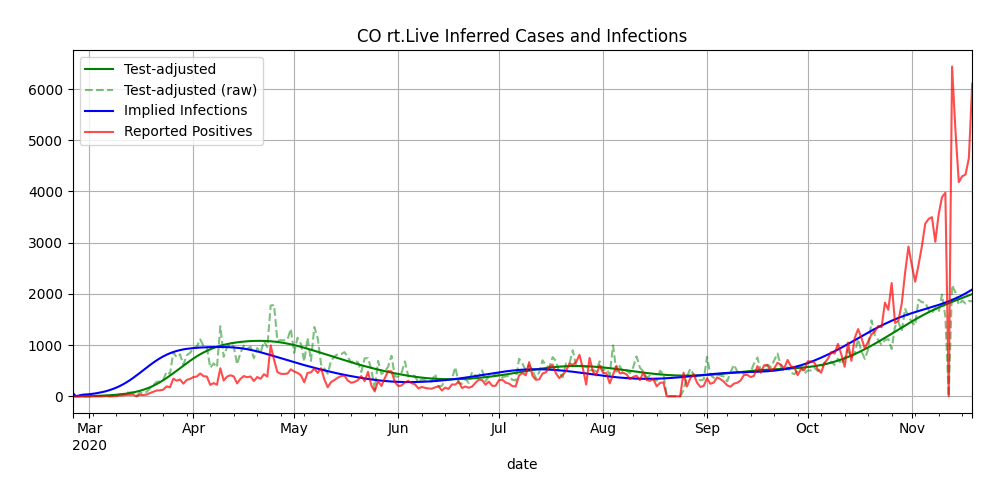 CO rt.Live Inferred Cases and Infections
Test-adjusted
Test-adjusted (raw)
Implied Infections
Reported Positives
6000
5000
4000
3000
2000
1000
0
Mar Apr May Jun Jul Aug Sep Oct Nov
2020
date